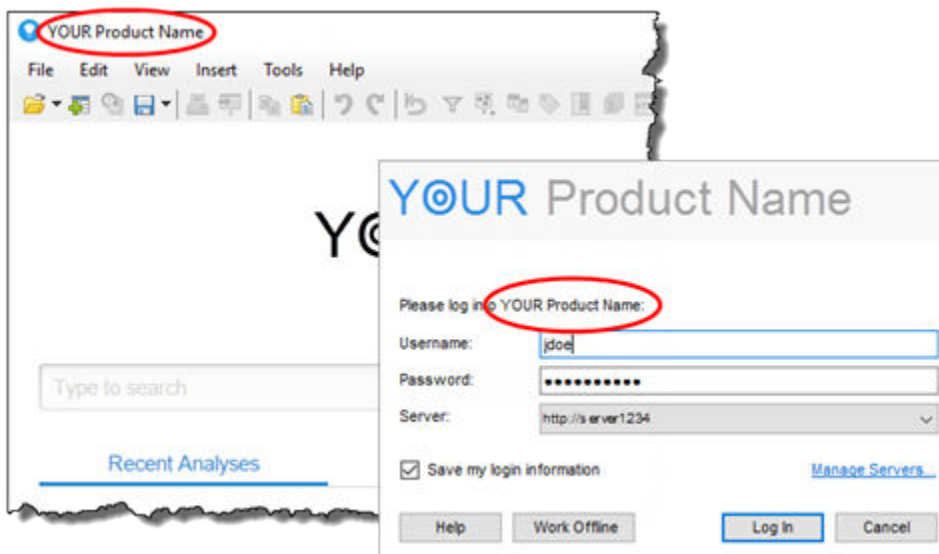 YOUR Product Name
File Edit View Insert Tools Help
YOUR Product Name
Please log into YOUR Product Name:
Username: jdoe
Password: ●●●●●●●●●●
Server: http://server1234
Type to search
Recent Analyses
Save my login information Manage Servers...
Help Work Offline Log In Cancel